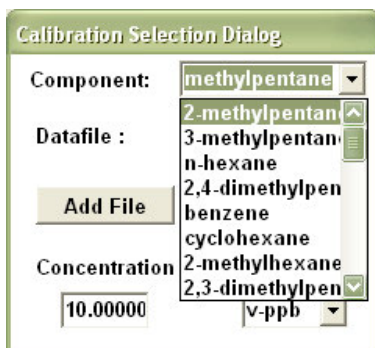 Calibration Selection Dialog
Component: methylpentane
2-methylpentan
Datafile : 3-methylpentan
n-hexane
2,4-dimethylpen
Add File benzene
cyclohexane
Concentration 2-methylhexane
2,3-dimethylpen
10.00000 v-ppb